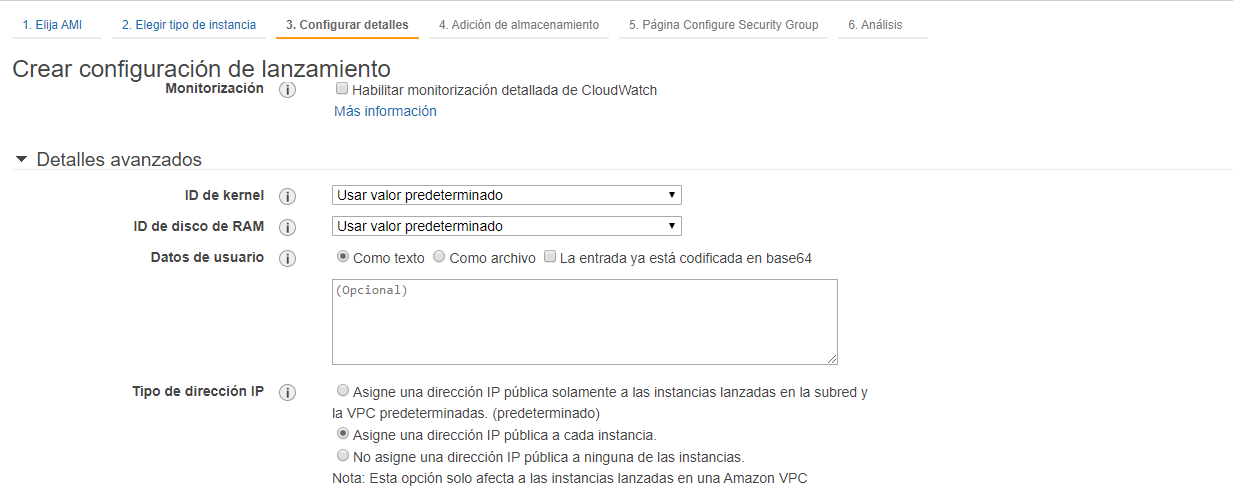 1. Elija AMI 2. Elegir tipo de instancia 3. Configurar detalles 4. Adición de almacenamiento 5. Página Configure Security Group 6. Análisis
Crear configuración de lanzamiento
Monitorización i Habilitar monitorización detallada de CloudWatch
Más información
Detalles avanzados
ID de kernel i Usar valor predeterminado
ID de disco de RAM i Usar valor predeterminado
Datos de usuario i Como texto Como archivo La entrada ya está codificada en base64
(Opcional)
Tipo de dirección IP i Asigne una dirección IP pública solamente a las instancias lanzadas en la subred y
la VPC predeterminadas. (predeterminado)
Asigne una dirección IP pública a cada instancia.
No asigne una dirección IP pública a ninguna de las instancias.
Nota: Esta opción solo afecta a las instancias lanzadas en una Amazon VPC